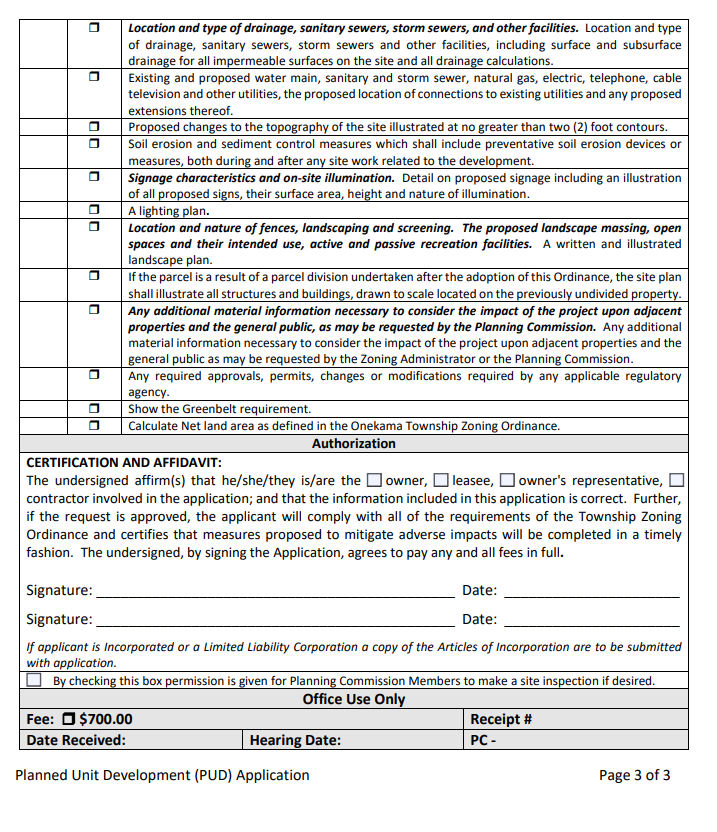 ❒ Location and type of drainage, sanitary sewers, storm sewers, and other facilities. Location and type
of drainage, sanitary sewers, storm sewers and other facilities, including surface and subsurface
drainage for all impermeable surfaces on the site and all drainage calculations.
❒ Existing and proposed water main, sanitary and storm sewer, natural gas, electric, telephone, cable
television and other utilities, the proposed location of connections to existing utilities and any proposed
extensions thereof.
❒ Proposed changes to the topography of the site illustrated at no greater than two (2) foot contours.
❒ Soil erosion and sediment control measures which shall include preventative soil erosion devices or
measures, both during and after any site work related to the development.
❒ Signage characteristics and on-site illumination. Detail on proposed signage including an illustration
of all proposed signs, their surface area, height and nature of illumination.
❒ A lighting plan.
❒ Location and nature of fences, landscaping and screening. The proposed landscape massing, open
spaces and their intended use, active and passive recreation facilities. A written and illustrated
landscape plan.
❒ If the parcel is a result of a parcel division undertaken after the adoption of this Ordinance, the site plan
shall illustrate all structures and buildings, drawn to scale located on the previously undivided property.
❒ Any additional material information necessary to consider the impact of the project upon adjacent
properties and the general public, as may be requested by the Planning Commission. Any additional
material information necessary to consider the impact of the project upon adjacent properties and the
general public as may be requested by the Zoning Administrator or the Planning Commission.
❒ Any required approvals, permits, changes or modifications required by any applicable regulatory
agency.
❒ Show the Greenbelt requirement.
❒ Calculate Net land area as defined in the Onekama Township Zoning Ordinance.
Authorization
CERTIFICATION AND AFFIDAVIT:
The undersigned affirm(s) that he/she/they is/are the ☐ owner, ☐ leasee, ☐ owner's representative, ☐
contractor involved in the application; and that the information included in this application is correct. Further,
if the request is approved, the applicant will comply with all of the requirements of the Township Zoning
Ordinance and certifies that measures proposed to mitigate adverse impacts will be completed in a timely
fashion. The undersigned, by signing the Application, agrees to pay any and all fees in full.
Signature: ____________________ Date: ____________________
Signature: ____________________ Date: ____________________
If applicant is Incorporated or a Limited Liability Corporation a copy of the Articles of Incorporation are to be submitted
with application.
☐ By checking this box permission is given for Planning Commission Members to make a site inspection if desired.
Office Use Only
Fee: ❒ $700.00 Receipt #
Date Received: Hearing Date: PC -
Planned Unit Development (PUD) Application Page 3 of 3